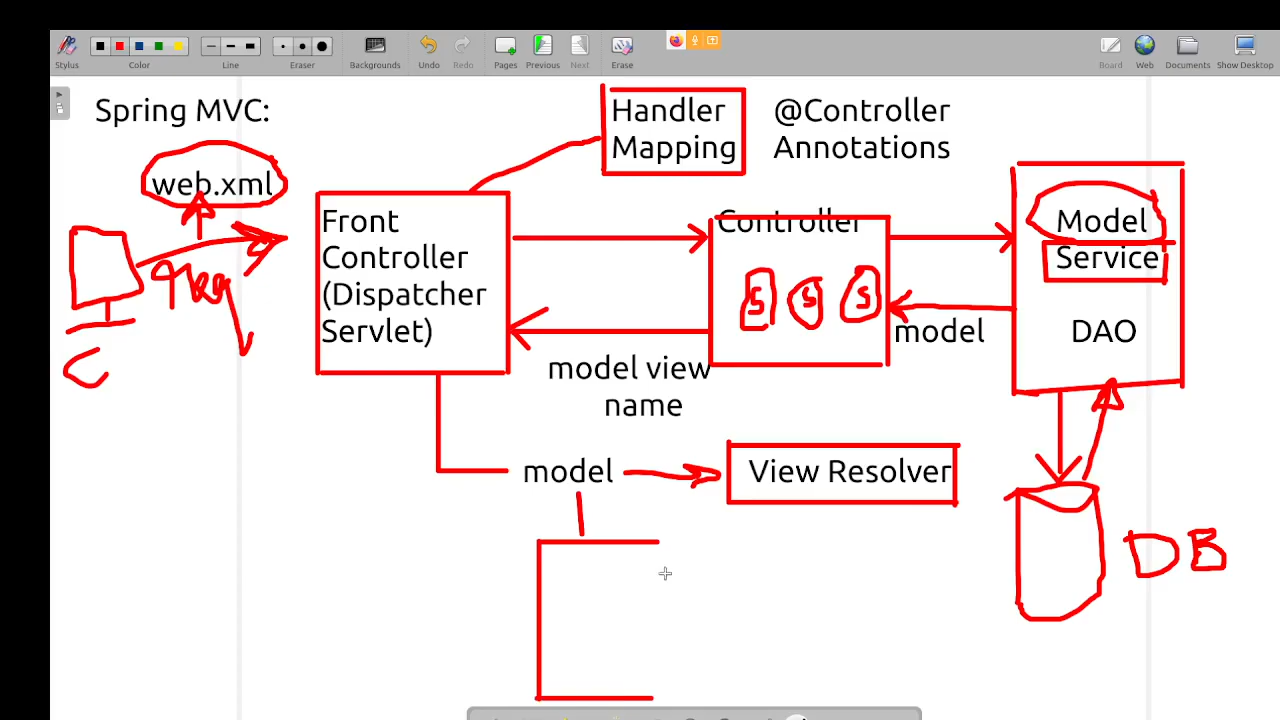 Stylus
Color
Line
Eraser
Backgrounds
Undo
Redo
Pages
Previous
Next
Erase
Board
Web
Documents
Show Desktop
Spring MVC:
web.xml
Handler
Mapping
@Controller
Annotations
Front
Controller
(Dispatcher
Servlet)
Controller
S S S
Model
Service
DAO
model
model view
name
model
View Resolver
C
DB